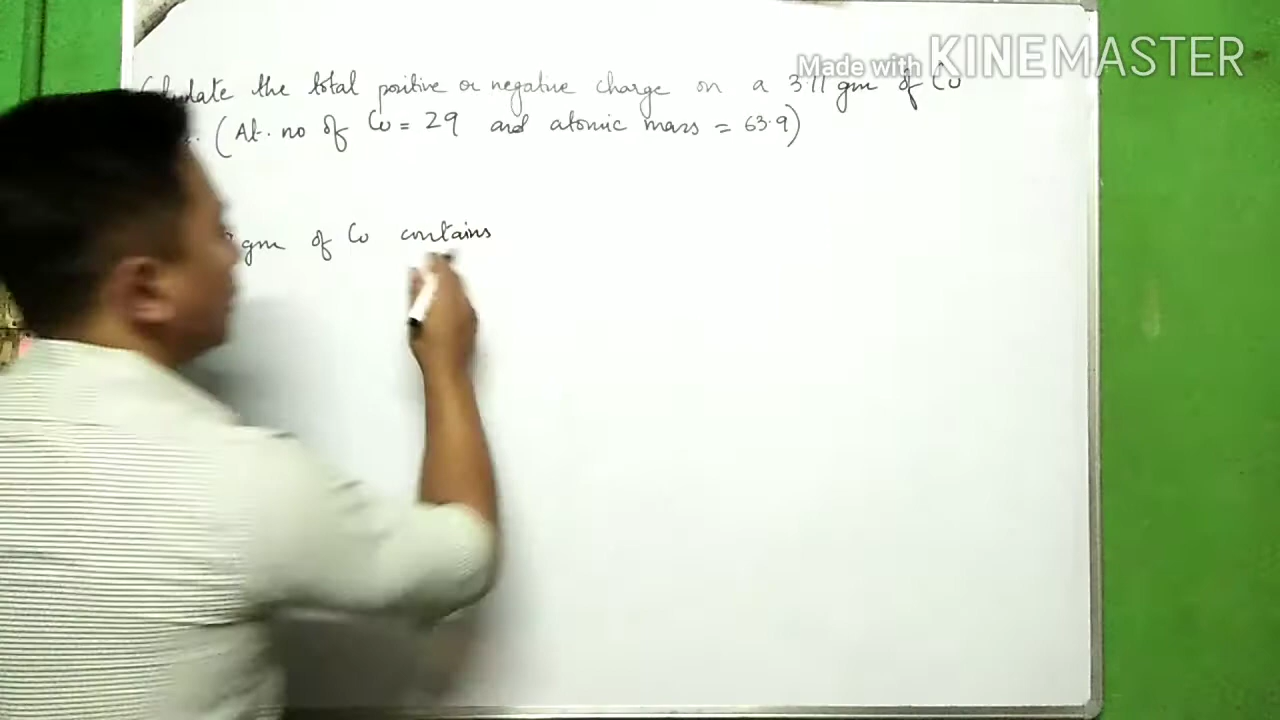 Made with KINEMASTER
the total positive or negative charge on a 3.11 gm of Cu
(At. no of Cu = 29 and atomic mass = 63.9)
gm of Cu contains